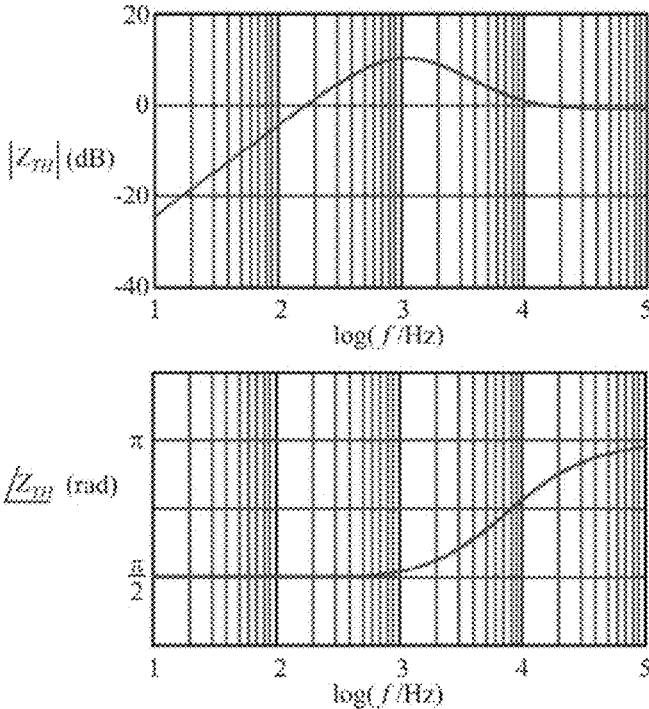 20
10
0
|Z_TH| (dB)
-20
-40
1 2 3 4 5
log(f/Hz)
π
∠Z_TH (rad)
π/2
1 2 3 4 5
log(f/Hz)